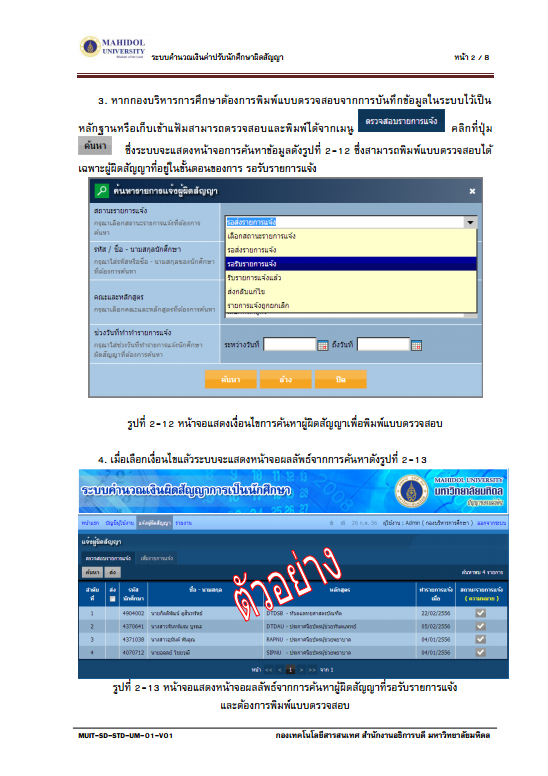 MAHIDOL
UNIVERSITY
ระบบคำนวณเงินค่าปรับนักศึกษาผิดสัญญา
หน้า 2 / 8
3. หากกองบริหารการศึกษาต้องการพิมพ์แบบตรวจสอบจากการบันทึกข้อมูลในระบบไว้เป็น
หลักฐานหรือเก็บเข้าแฟ้มสามารถตรวจสอบและพิมพ์ได้จากเมนู ตรวจสอบรายการแจ้ง คลิกที่ปุ่ม
ค้นหา ซึ่งระบบจะแสดงหน้าจอการค้นหาข้อมูลดังรูปที่ 2-12 ซึ่งสามารถพิมพ์แบบตรวจสอบได้
เฉพาะผู้ผิดสัญญาที่อยู่ในขั้นตอนของการ รอรับรายการแจ้ง
ค้นหารายการแจ้งผู้ผิดสัญญา
สถานะรายการแจ้ง
กรุณาเลือกสถานะรายการแจ้งที่ต้องการ
ค้นหา
รอส่งรายการแจ้ง
เลือกสถานะรายการแจ้ง
รอส่งรายการแจ้ง
รอรับรายการแจ้ง
รับรายการแจ้งแล้ว
ส่งกลับแก้ไข
รายการแจ้งถูกยกเลิก
รหัส / ชื่อ - นามสกุลนักศึกษา
กรุณาใส่รหัสหรือชื่อ - นามสกุลของนักศึกษา
ที่ต้องการค้นหา
คณะและหลักสูตร
กรุณาเลือกคณะและหลักสูตรที่ต้องการค้นหา
ช่วงวันที่ทำรายการแจ้ง
กรุณาใส่ช่วงวันที่ทำรายการแจ้งนักศึกษา
ผิดสัญญาที่ต้องการค้นหา
ระหว่างวันที่
ถึงวันที่
ค้นหา
ล้าง
ปิด
รูปที่ 2-12 หน้าจอแสดงเงื่อนไขการค้นหาผู้ผิดสัญญาเพื่อพิมพ์แบบตรวจสอบ
4. เมื่อเลือกเงื่อนไขแล้วระบบจะแสดงหน้าจอผลลัพธ์จากการค้นหาดังรูปที่ 2-13
ระบบคำนวณเงินผิดสัญญาการเป็นนักศึกษา
MAHIDOL UNIVERSITY
มหาวิทยาลัยมหิดล
ปัญญาของแผ่นดิน
หน้าแรก บัญชีผู้ใช้งาน แจ้งผู้ผิดสัญญา รายงาน
ผู้ใช้งาน : Admin ( กองบริหารการศึกษา ) ออกจากระบบ
แจ้งผู้ผิดสัญญา
ตรวจสอบรายการแจ้ง เพิ่มรายการแจ้ง
ค้นหา ส่ง
ค้นหาพบ 4 รายการ
ลำดับ
ที่
ส่ง
รหัส
นักศึกษา
ชื่อ - นามสกุล
หลักสูตร
ทำรายการแจ้ง
เมื่อ
สถานะรายการแจ้ง
( ความหมาย )
1 4904002 DTDSB - ทันตแพทยศาสตรบัณฑิต 22/02/2556
2 4370641 DTDAU - ประกาศนียบัตรผู้ช่วยทันตแพทย์ 05/02/2556
3 4371038 RAPNU - ประกาศนียบัตรผู้ช่วยพยาบาล 04/01/2556
4 4070712 SIPNU - ประกาศนียบัตรผู้ช่วยพยาบาล 04/01/2556
ตัวอย่าง
หน้า << < 1 > >> จาก 1
รูปที่ 2-13 หน้าจอแสดงหน้าจอผลลัพธ์จากการค้นหาผู้ผิดสัญญาที่รอรับรายการแจ้ง
และต้องการพิมพ์แบบตรวจสอบ
MUIT-SD-STD-UM-01-V01
กองเทคโนโลยีสารสนเทศ สำนักงานอธิการบดี มหาวิทยาลัยมหิดล